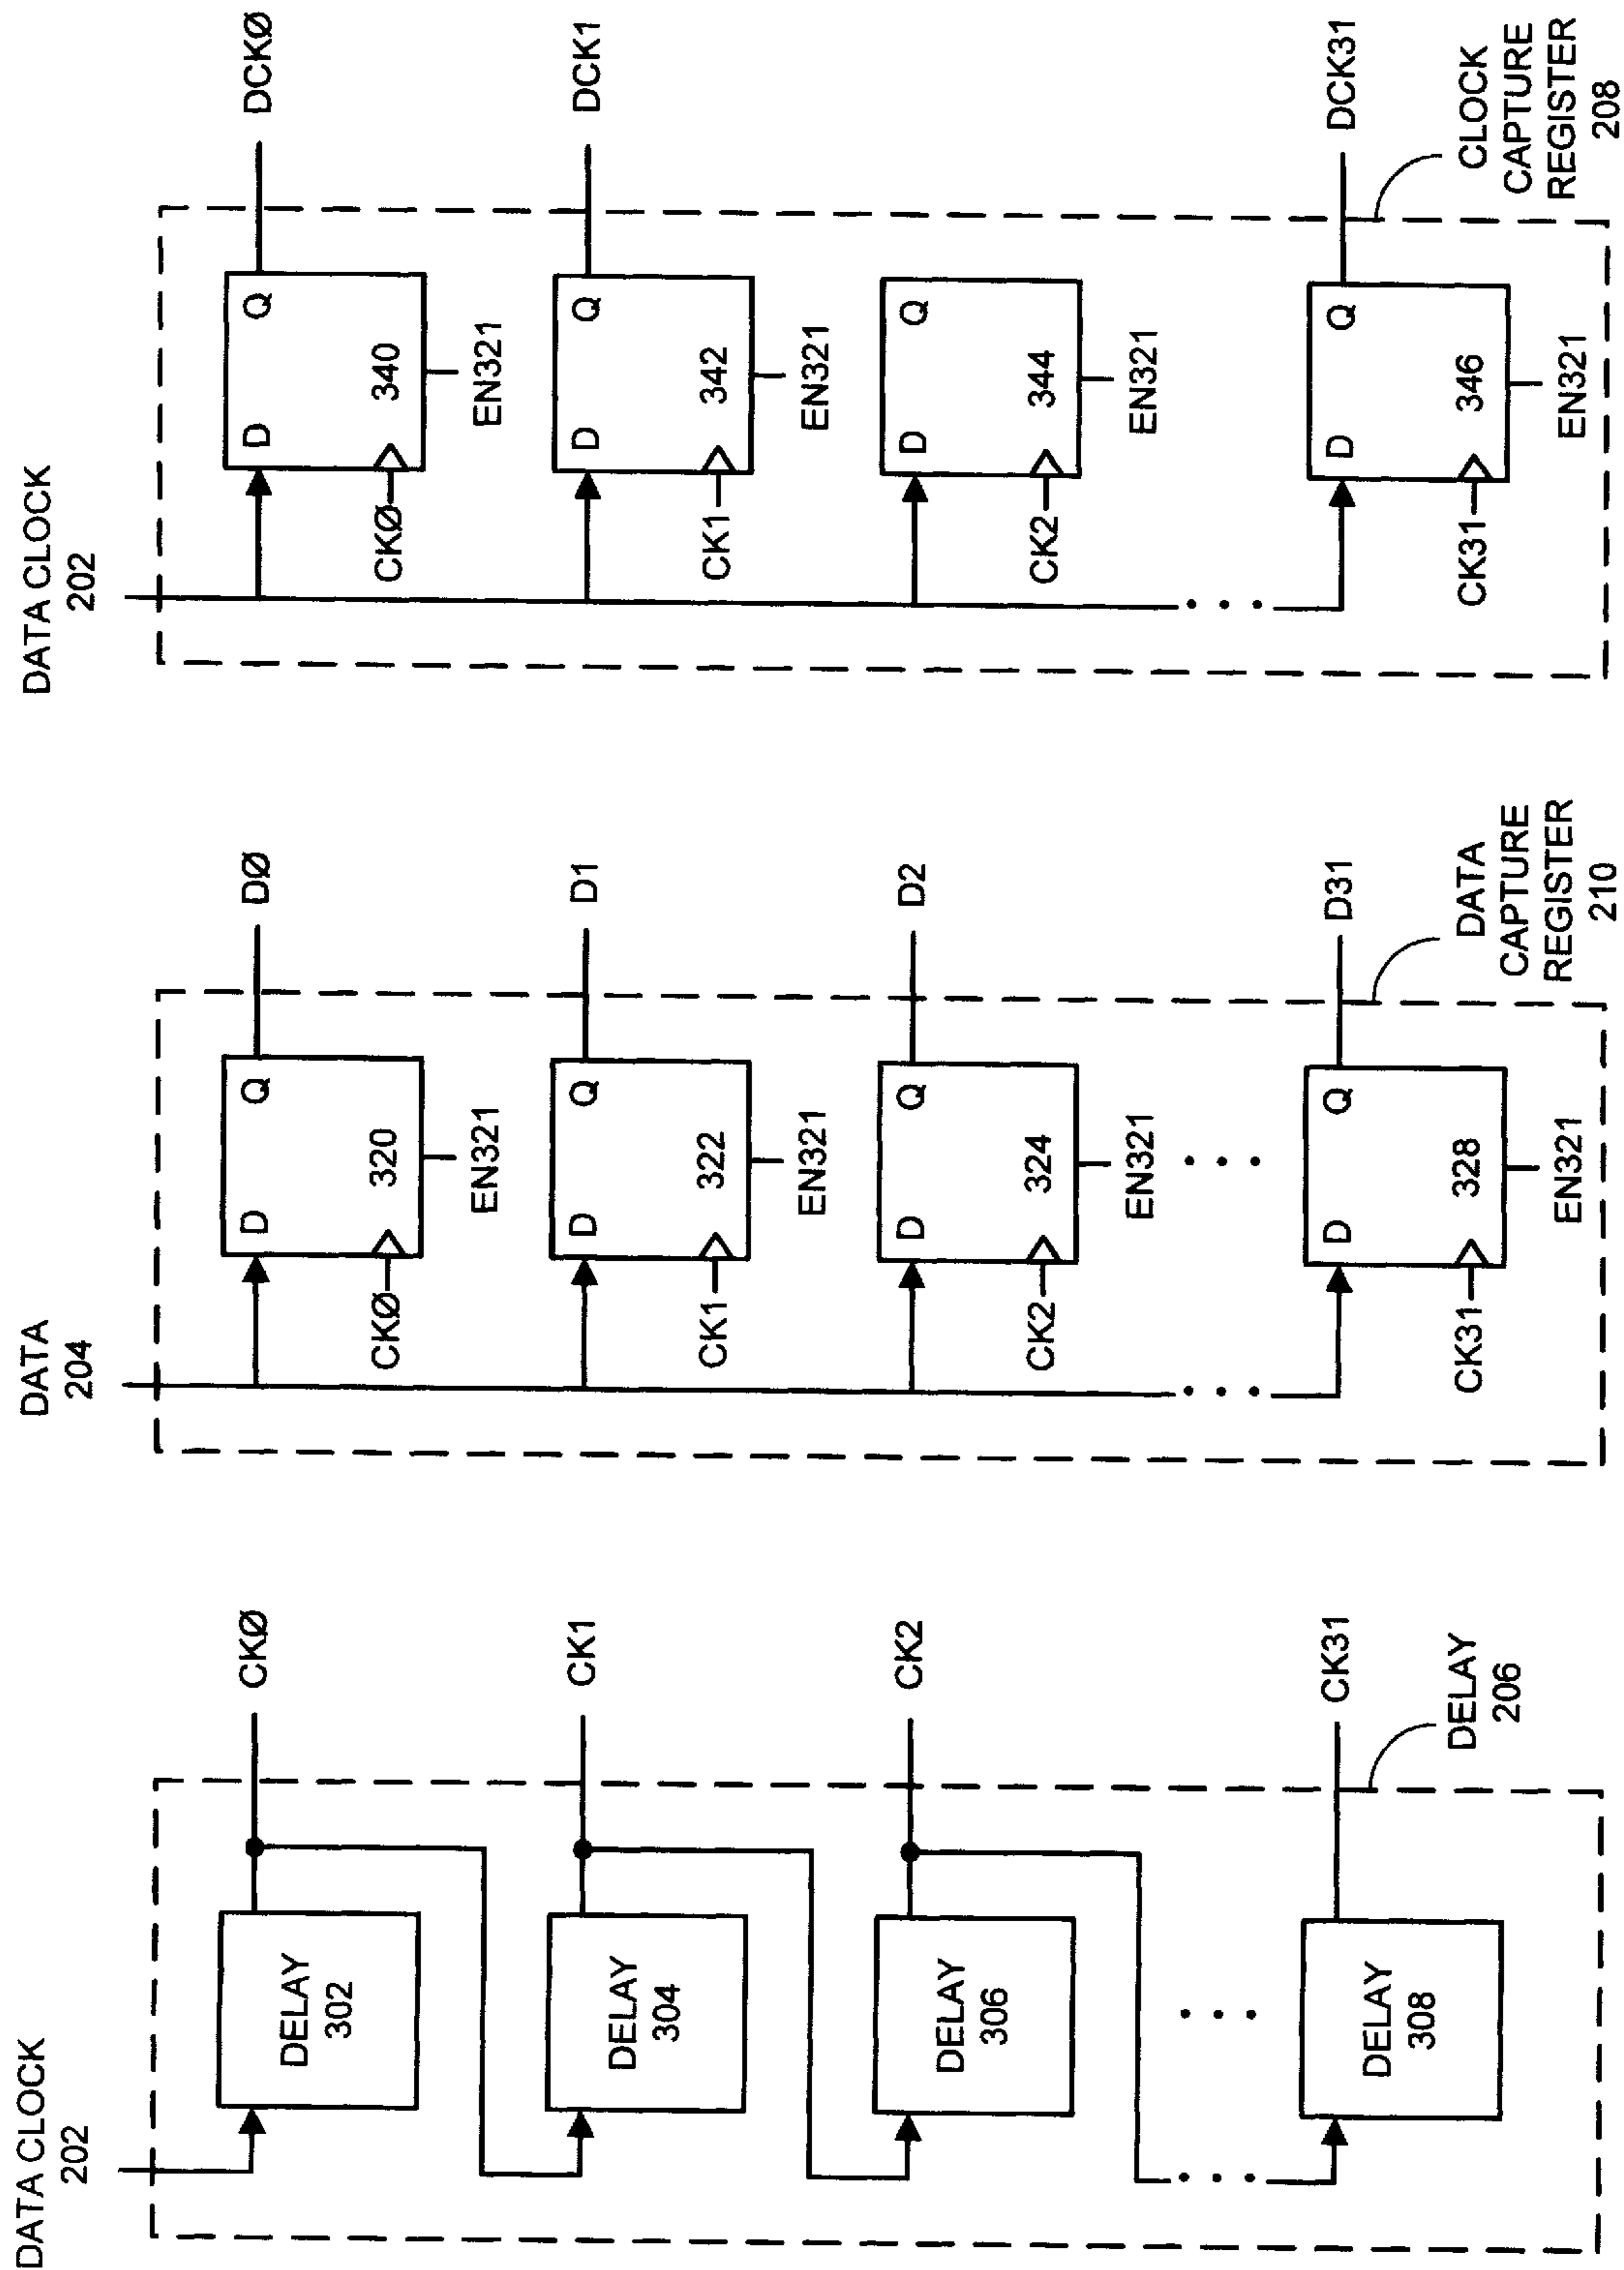 DATA CLOCK
202
DELAY
302
CKØ
DELAY
304
CK1
DELAY
306
CK2
. . .
. . .
DELAY
308
CK31
DELAY
206
DATA
204
D
Q
320
CKØ
EN321
DØ
D
Q
322
CK1
EN321
D1
D
Q
324
CK2
EN321
D2
. . .
. . .
D
Q
328
CK31
EN321
D31
DATA
CAPTURE
REGISTER
210
DATA CLOCK
202
D
Q
340
CKØ
EN321
DCKØ
D
Q
342
CK1
EN321
DCK1
D
Q
344
CK2
EN321
. . .
D
Q
346
CK31
EN321
DCK31
CLOCK
CAPTURE
REGISTER
208